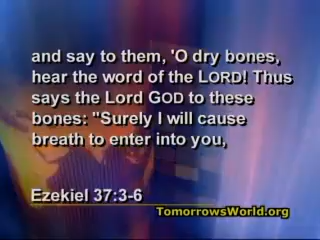 and say to them, 'O dry bones,
hear the word of the LORD! Thus
says the Lord GOD to these
bones: "Surely I will cause
breath to enter into you,
Ezekiel 37:3-6
TomorrowsWorld.org